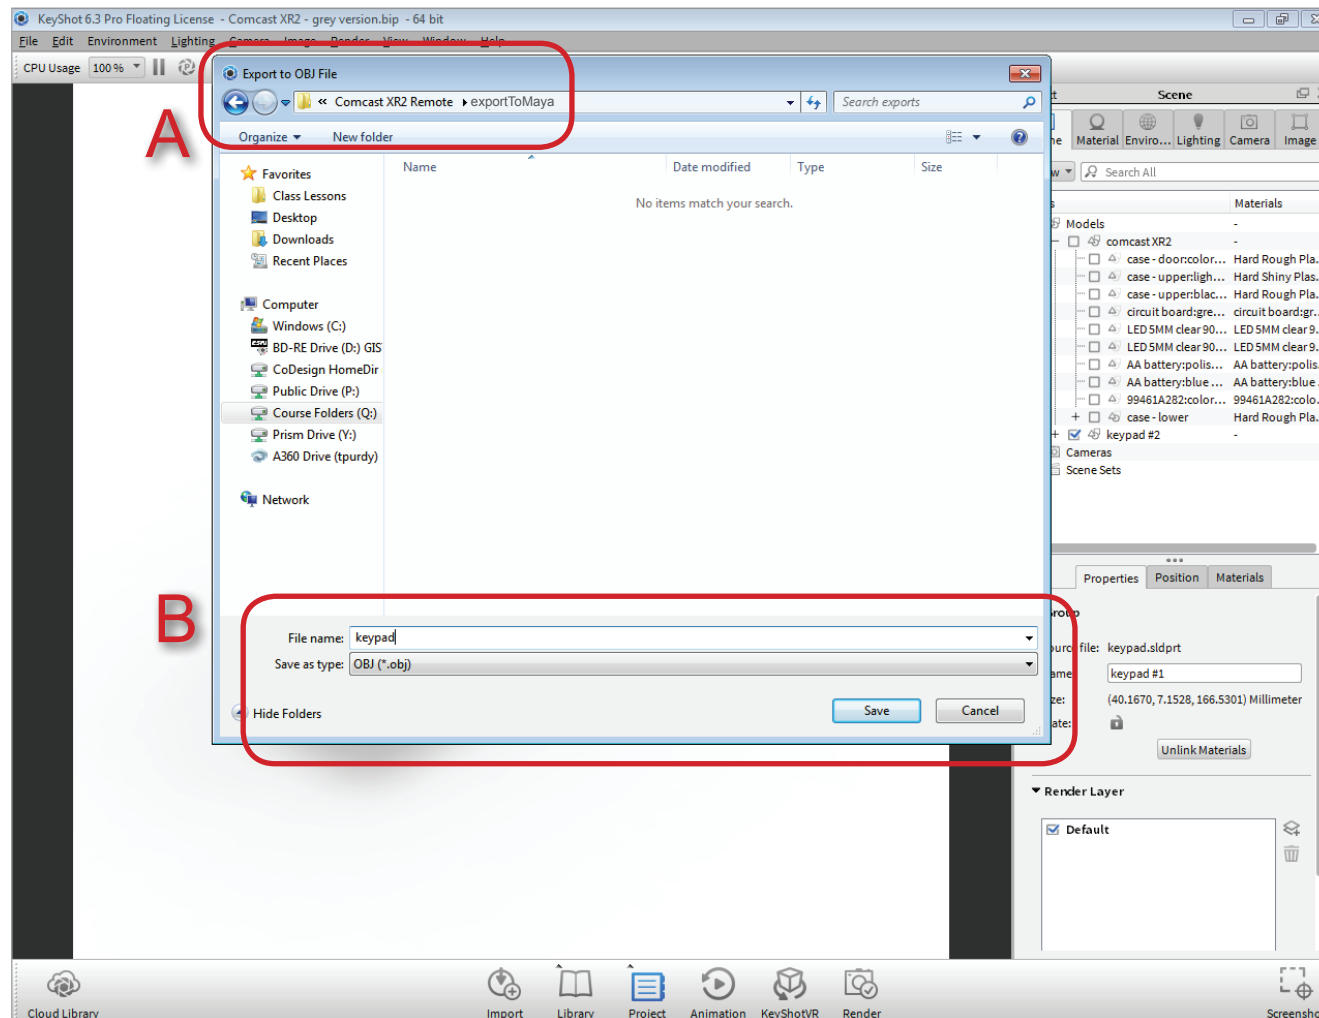 KeyShot 6.3 Pro Floating License - Comcast XR2 - grey version.bip - 64 bit
File Edit Environment Lighting Camera Image Render View Window Help
CPU Usage 100 %
Export to OBJ File
« Comcast XR2 Remote exportToMaya
Search exports
A
Organize New folder
Name Date modified Type Size
No items match your search.
Favorites
Class Lessons
Desktop
Downloads
Recent Places
Computer
Windows (C:)
BD-RE Drive (D:) GIS
CoDesign HomeDir
Public Drive (P:)
Course Folders (Q:)
Prism Drive (Y:)
A360 Drive (tpurdy)
Network
B
File name: keypad
Save as type: OBJ (*.obj)
Hide Folders
Save Cancel
Scene
Material Enviro... Lighting Camera Image
Search All
Materials
Models -
comcast XR2 -
case - door:color... Hard Rough Pla..
case - upper:ligh... Hard Shiny Plas.
case - upper:blac... Hard Rough Pla..
circuit board:gre... circuit board:gr..
LED 5MM clear 90... LED 5MM clear 9.
LED 5MM clear 90... LED 5MM clear 9.
AA battery:polis... AA battery:polis.
AA battery:blue ... AA battery:blue .
99461A282:color... 99461A282:colo..
case - lower Hard Rough Pla..
keypad #2 -
Cameras
Scene Sets
Properties Position Materials
file: keypad.sldprt
keypad #1
(40.1670, 7.1528, 166.5301) Millimeter
Unlink Materials
Render Layer
Default
Cloud Library Import Library Project Animation KeyShotVR Render Screensho